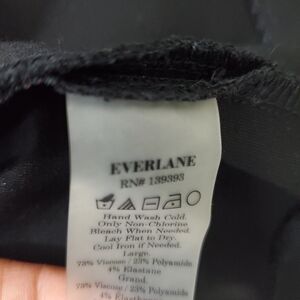 EVERLANE
RN# 139393
Hand Wash Cold.
Only Non-Chlorine
Bleach When Needed.
Lay Flat to Dry.
Cool Iron if Needed.
Large.
73% Viscose / 23% Polyamide
4% Elastane
Grand.
73% Viscose / 23% Polyamide